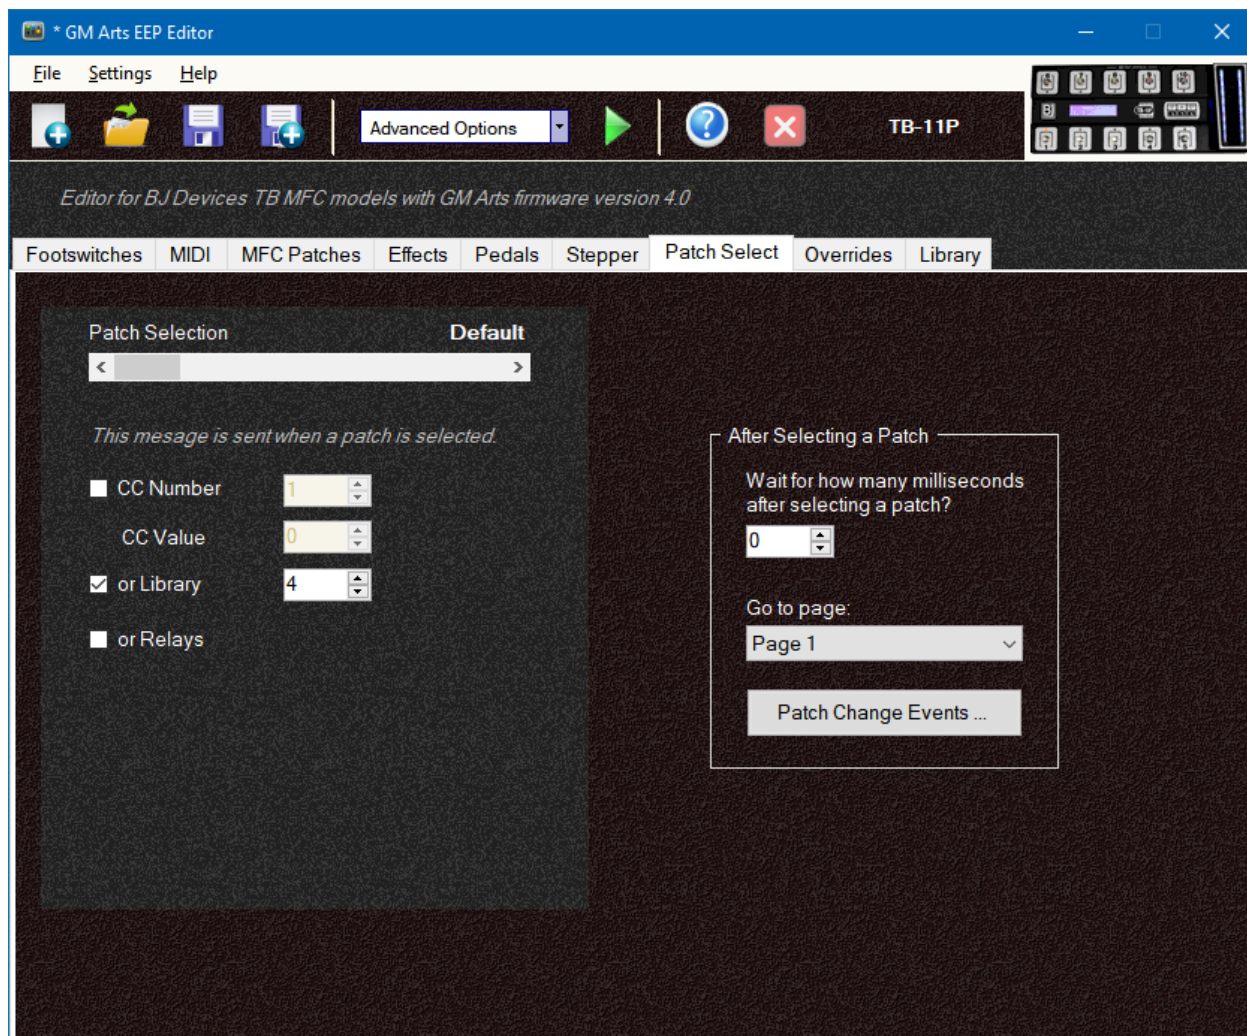 * GM Arts EEP Editor
File Settings Help
Advanced Options
TB-11P
BJ
Editor for BJ Devices TB MFC models with GM Arts firmware version 4.0
Footswitches MIDI MFC Patches Effects Pedals Stepper Patch Select Overrides Library
Patch Selection Default
This mesage is sent when a patch is selected.
CC Number 1
CC Value 0
or Library 4
or Relays
After Selecting a Patch
Wait for how many milliseconds
after selecting a patch?
0
Go to page:
Page 1
Patch Change Events ...